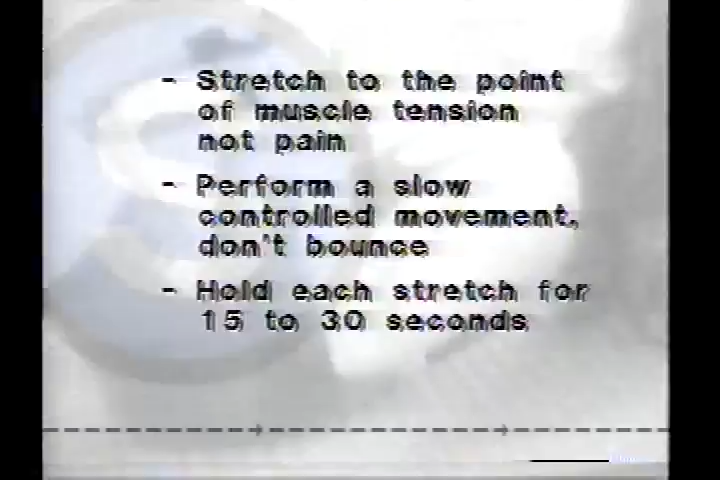 - Stretch to the point
of muscle tension
not pain
- Perform a slow
controlled movement,
don't bounce
- Hold each stretch for
15 to 30 seconds